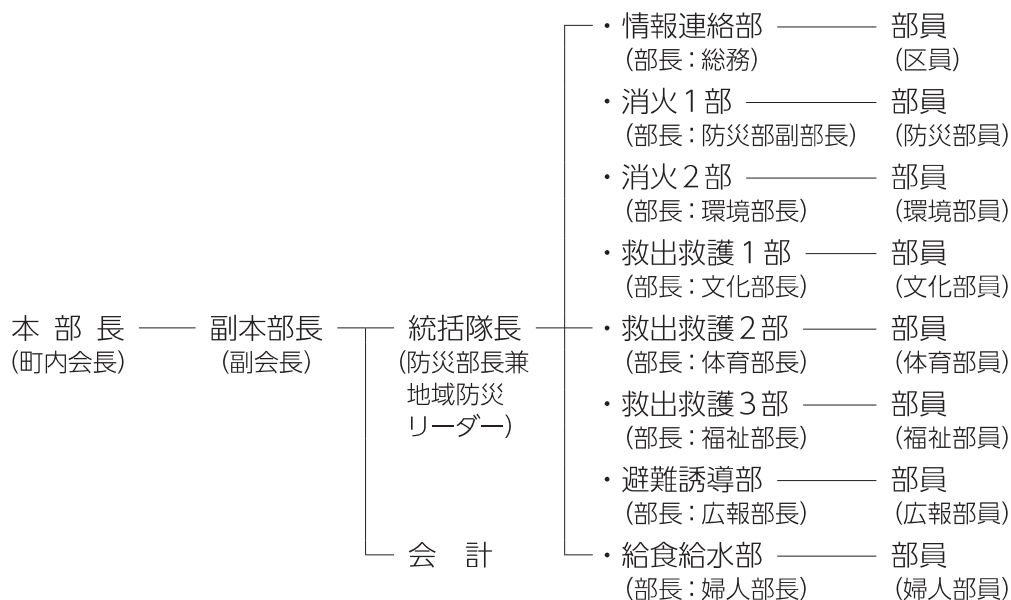 ・情報連絡部 部員
(部長：総務) (区員)
・消火1部 部員
(部長：防災部副部長) (防災部員)
・消火2部 部員
(部長：環境部長) (環境部員)
・救出救護1部 部員
(部長：文化部長) (文化部員)
本部長 副本部長 統括隊長 ・救出救護2部 部員
(町内会長) (副会長) (防災部長兼 (部長：体育部長) (体育部員)
地域防災
リーダー)
・救出救護3部 部員
(部長：福祉部長) (福祉部員)
・避難誘導部 部員
(部長：広報部長) (広報部員)
会計 ・給食給水部 部員
(部長：婦人部長) (婦人部員)